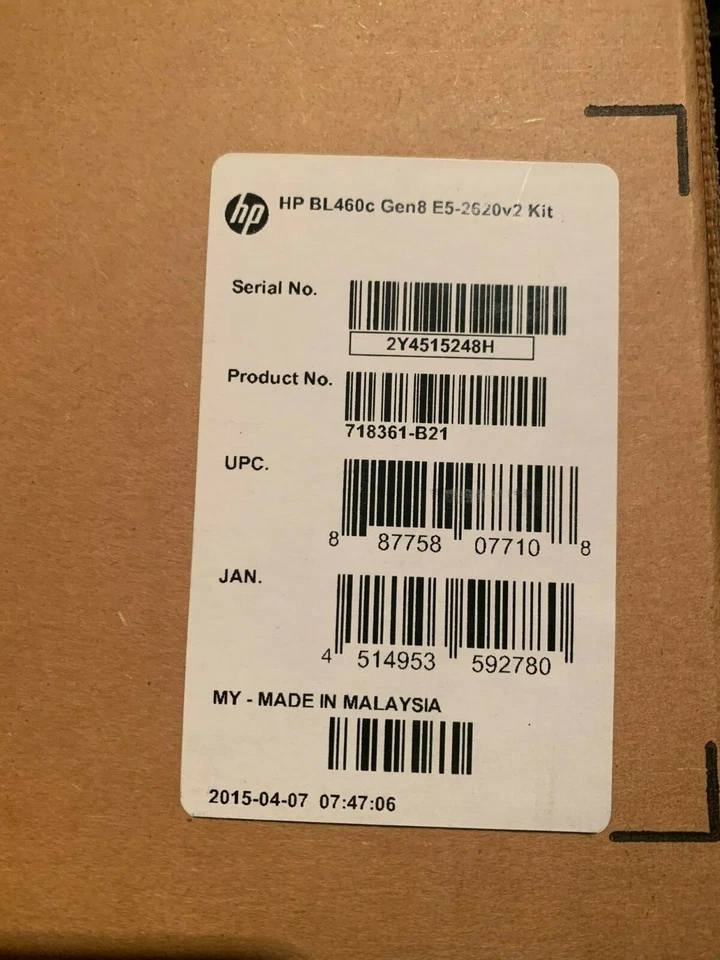 hp HP BL460c Gen8 E5-2620v2 Kit
Serial No.
2Y4515248H
Product No.
718361-B21
UPC.
8 87758 07710 8
JAN.
4 514953 592780
MY - MADE IN MALAYSIA
2015-04-07 07:47:06